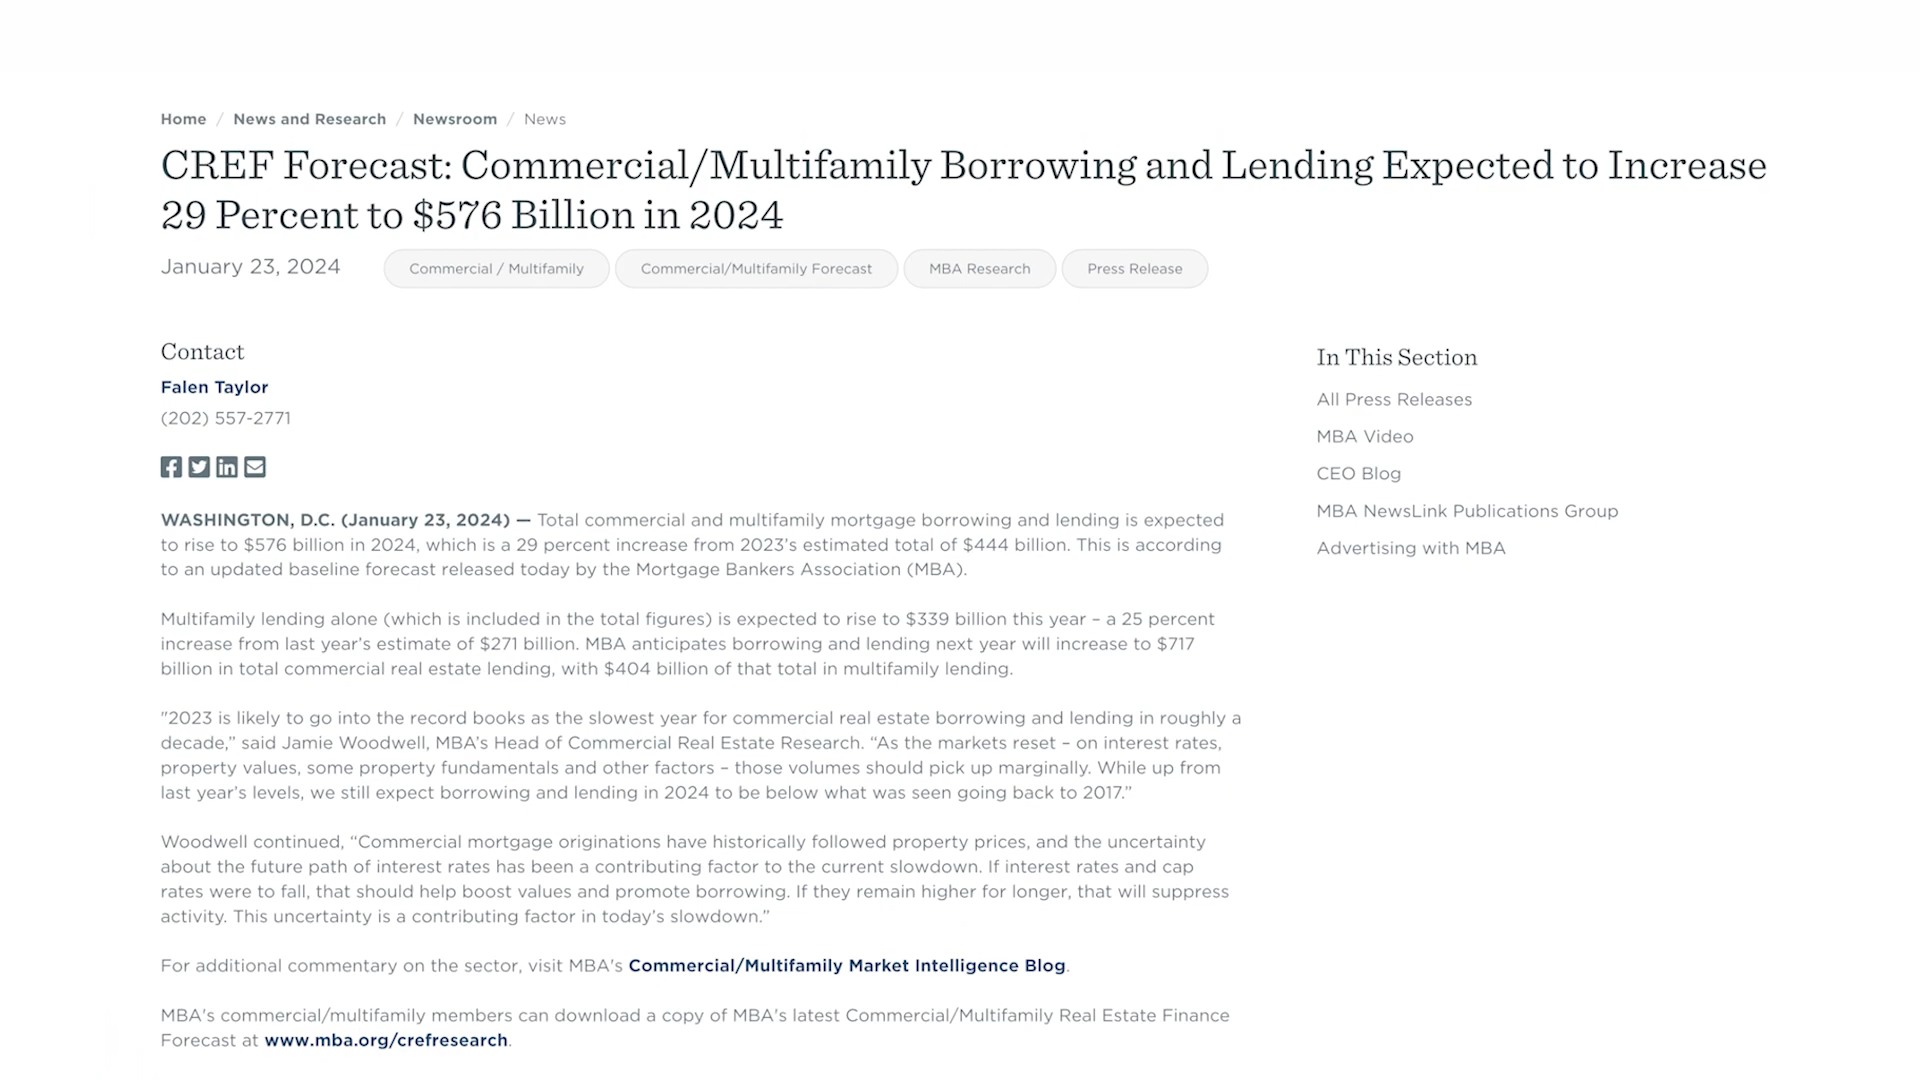 Home / News and Research / Newsroom / News
CREF Forecast: Commercial/Multifamily Borrowing and Lending Expected to Increase
29 Percent to $576 Billion in 2024
January 23, 2024 Commercial / Multifamily Commercial/Multifamily Forecast MBA Research Press Release
Contact
Falen Taylor
(202) 557-2771
WASHINGTON, D.C. (January 23, 2024) — Total commercial and multifamily mortgage borrowing and lending is expected
to rise to $576 billion in 2024, which is a 29 percent increase from 2023’s estimated total of $444 billion. This is according
to an updated baseline forecast released today by the Mortgage Bankers Association (MBA).
Multifamily lending alone (which is included in the total figures) is expected to rise to $339 billion this year – a 25 percent
increase from last year’s estimate of $271 billion. MBA anticipates borrowing and lending next year will increase to $717
billion in total commercial real estate lending, with $404 billion of that total in multifamily lending.
"2023 is likely to go into the record books as the slowest year for commercial real estate borrowing and lending in roughly a
decade,” said Jamie Woodwell, MBA’s Head of Commercial Real Estate Research. “As the markets reset – on interest rates,
property values, some property fundamentals and other factors – those volumes should pick up marginally. While up from
last year’s levels, we still expect borrowing and lending in 2024 to be below what was seen going back to 2017.”
Woodwell continued, “Commercial mortgage originations have historically followed property prices, and the uncertainty
about the future path of interest rates has been a contributing factor to the current slowdown. If interest rates and cap
rates were to fall, that should help boost values and promote borrowing. If they remain higher for longer, that will suppress
activity. This uncertainty is a contributing factor in today’s slowdown.”
For additional commentary on the sector, visit MBA's Commercial/Multifamily Market Intelligence Blog.
MBA's commercial/multifamily members can download a copy of MBA's latest Commercial/Multifamily Real Estate Finance
Forecast at www.mba.org/crefresearch.
In This Section
All Press Releases
MBA Video
CEO Blog
MBA NewsLink Publications Group
Advertising with MBA